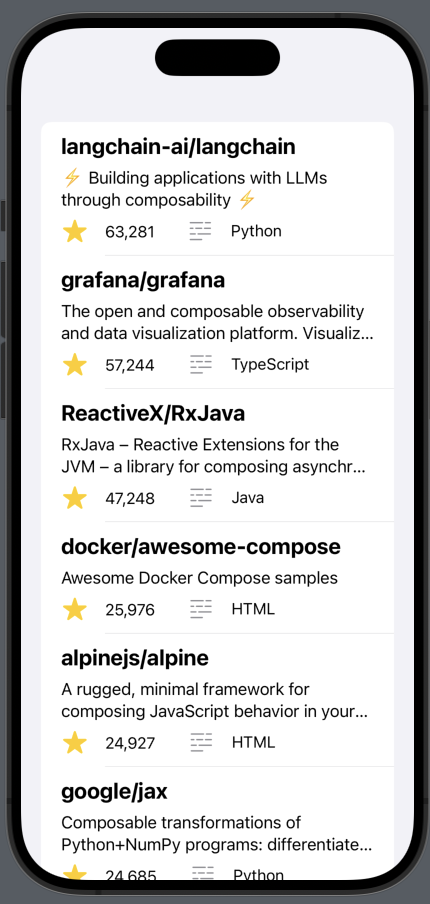 langchain-ai/langchain
⚡ Building applications with LLMs
through composability ⚡
63,281 Python
grafana/grafana
The open and composable observability
and data visualization platform. Visualiz...
57,244 TypeScript
ReactiveX/RxJava
RxJava – Reactive Extensions for the
JVM – a library for composing asynchr...
47,248 Java
docker/awesome-compose
Awesome Docker Compose samples
25,976 HTML
alpinejs/alpine
A rugged, minimal framework for
composing JavaScript behavior in your...
24,927 HTML
google/jax
Composable transformations of
Python+NumPy programs: differentiate...
24,685 Python